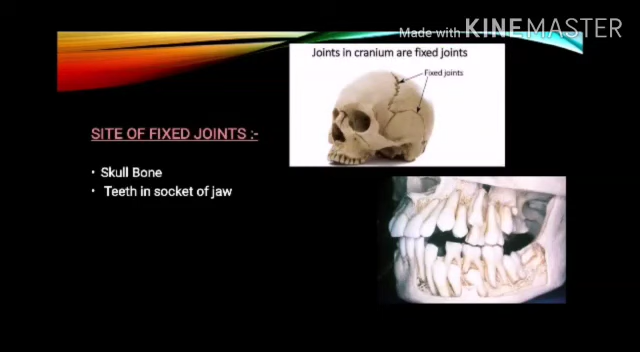 Made with KINEMASTER
Joints in cranium are fixed joints
Fixed joints
SITE OF FIXED JOINTS :-
• Skull Bone
• Teeth in socket of jaw